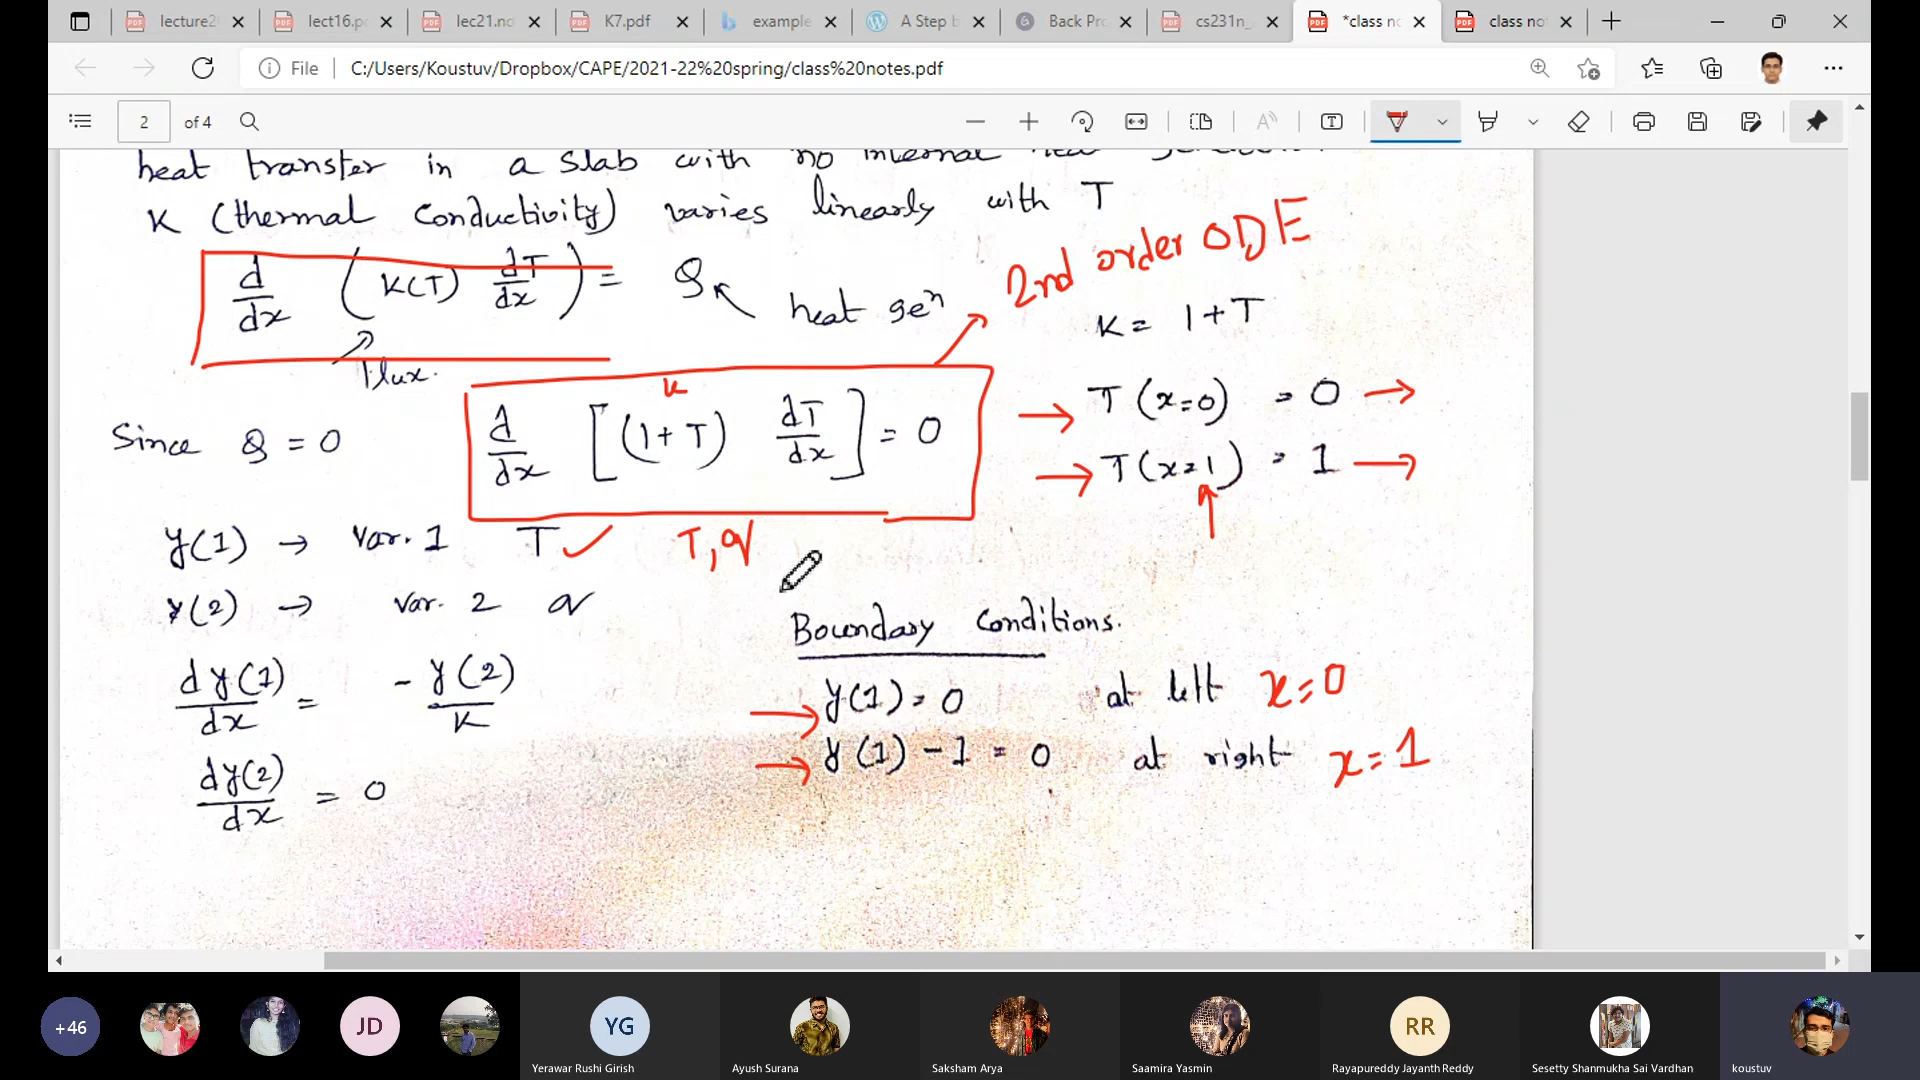 lecture2 lect16.p lec21.no K7.pdf example A Step b Back Pro cs231n_ *class no class no
File C:/Users/Koustuv/Dropbox/CAPE/2021-22%20spring/class%20notes.pdf
2 of 4
heat transfer in a slab with no internal
K (thermal conductivity) varies linearly with T
2nd order ODE
d/dx (K(T) dT/dx) = Q heat gen
K = 1+T
flux.
K
Since Q = 0 d/dx [(1+T) dT/dx] = 0
T(x=0) = 0
T(x=1) = 1
y(1) → Var. 1 T ✓ T, q
y(2) → Var. 2 q
Boundary Conditions.
dy(1)/dx = -y(2)/K
y(1) = 0 at left x=0
y(1) - 1 = 0 at right x=1
dy(2)/dx = 0
+46 JD YG RR
Yerawar Rushi Girish Ayush Surana Saksham Arya Saamira Yasmin Rayapureddy Jayanth Reddy Sesetty Shanmukha Sai Vardhan koustuv